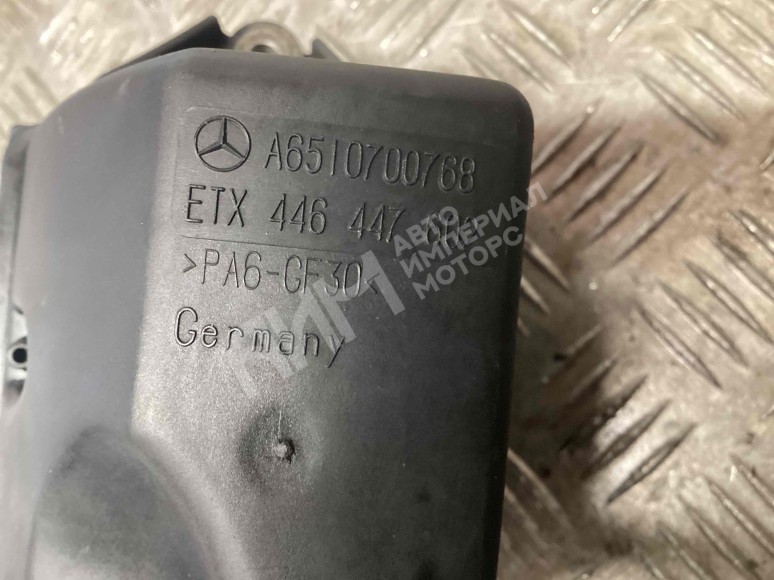 A6510700768
ETX 446 447
>PA6-GF30<
Germany
АВТО
ИМПЕРИАЛ
МОТОРС